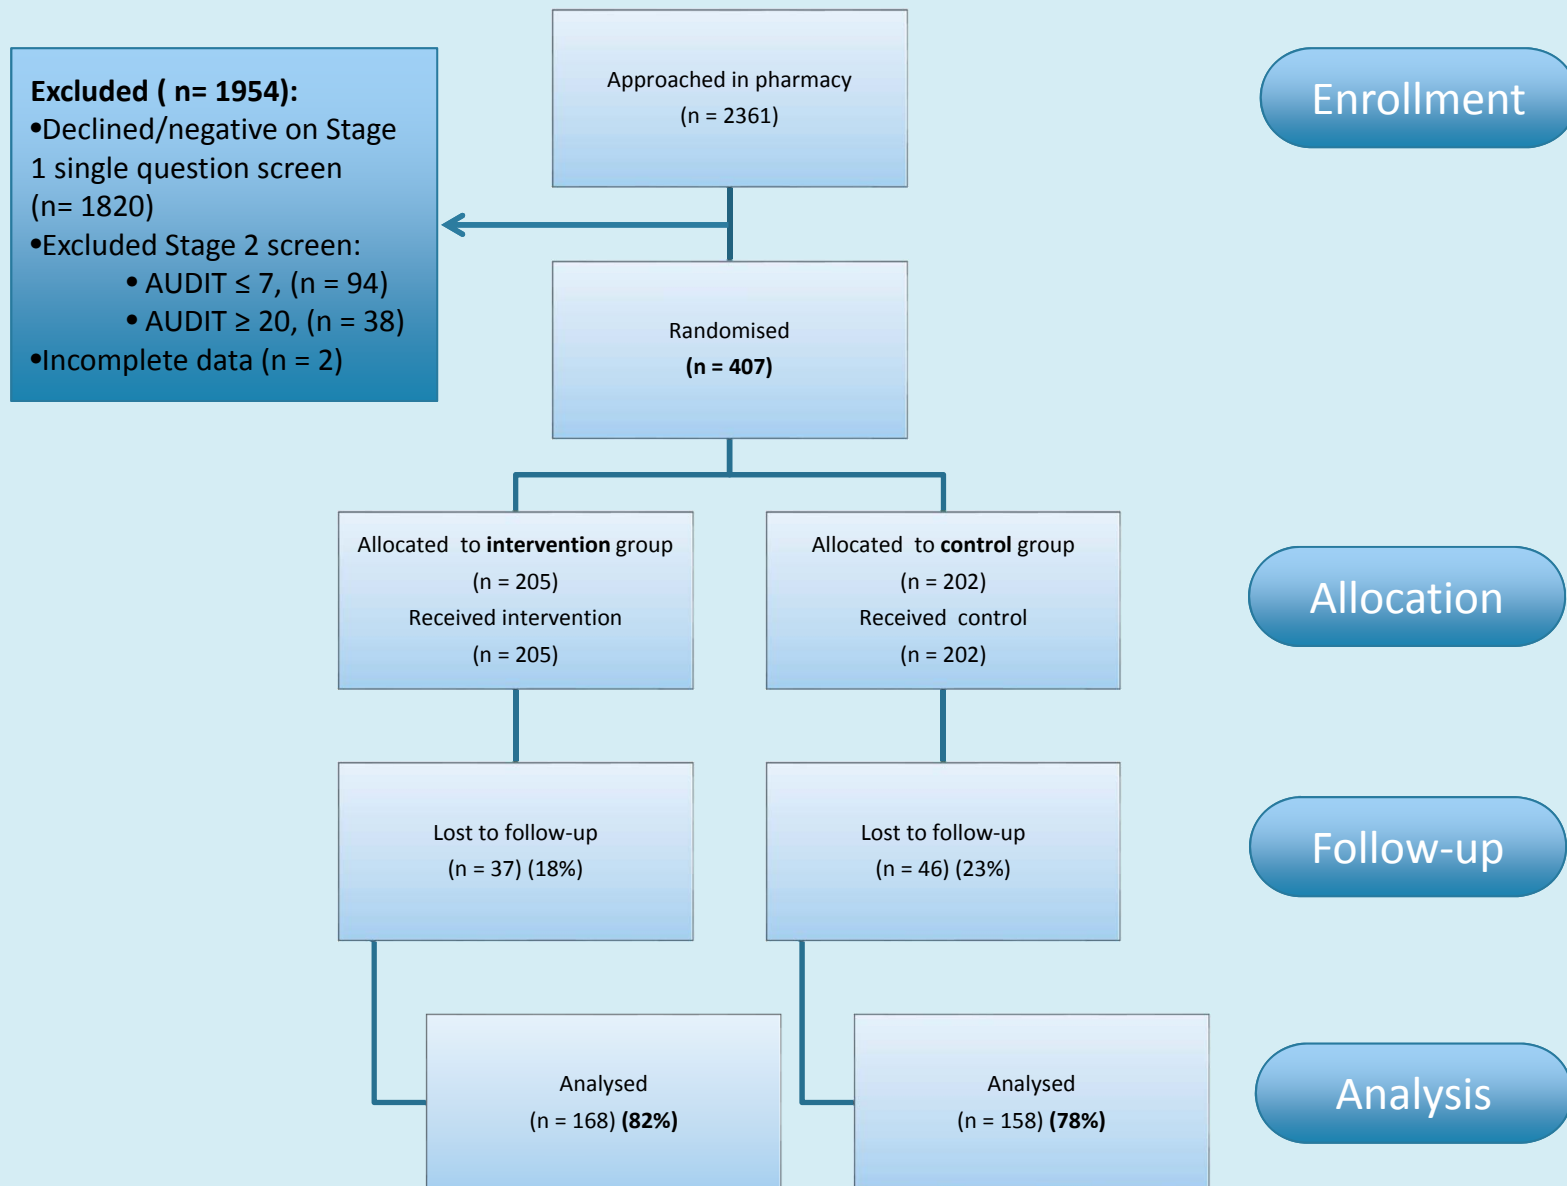 Approached in pharmacy
(n = 2361)
Enrollment
Excluded ( n= 1954):
•Declined/negative on Stage
1 single question screen
(n= 1820)
•Excluded Stage 2 screen:
• AUDIT ≤ 7, (n = 94)
• AUDIT ≥ 20, (n = 38)
•Incomplete data (n = 2)
Randomised
(n = 407)
Allocated to intervention group
(n = 205)
Received intervention
(n = 205)
Allocated to control group
(n = 202)
Received control
(n = 202)
Allocation
Lost to follow-up
(n = 37) (18%)
Lost to follow-up
(n = 46) (23%)
Follow-up
Analysed
(n = 168) (82%)
Analysed
(n = 158) (78%)
Analysis